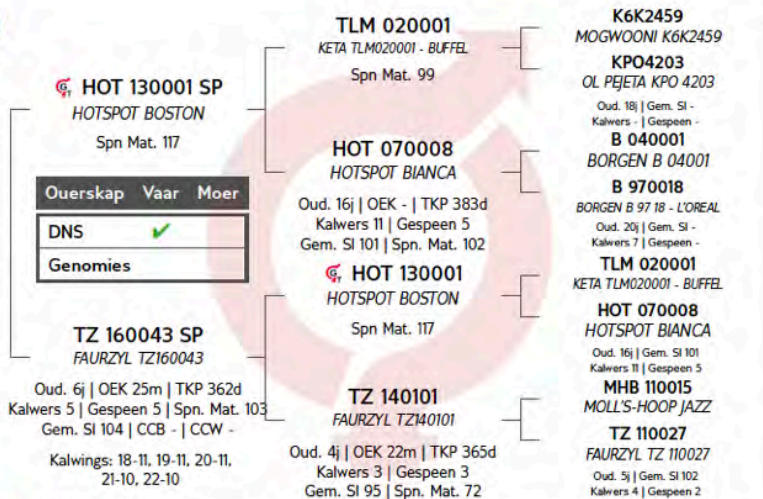 HOT 130001 SP
HOTSPOT BOSTON
Spn Mat. 117
Ouerskap Vaar Moer
DNS ✔
Genomies
TZ 160043 SP
FAURZYL TZ160043
Oud. 6j | OEK 25m | TKP 362d
Kalwers 5 | Gespeen 5 | Spn. Mat. 103
Gem. SI 104 | CCB - | CCW -
Kalwings: 18-11, 19-11, 20-11,
21-10, 22-10
TLM 020001
KETA TLM020001 - BUFFEL
Spn Mat. 99
HOT 070008
HOTSPOT BIANCA
Oud. 16j | OEK - | TKP 383d
Kalwers 11 | Gespeen 5
Gem. SI 101 | Spn. Mat. 102
HOT 130001
HOTSPOT BOSTON
Spn Mat. 117
TZ 140101
FAURZYL TZ140101
Oud. 4j | OEK 22m | TKP 365d
Kalwers 3 | Gespeen 3
Gem. SI 95 | Spn. Mat. 72
K6K2459
MOGWOONI K6K2459
KPO4203
OL PEJETA KPO 4203
Oud. 18j | Gem. SI -
Kalwers - | Gespeen -
B 040001
BORGEN B 04001
B 970018
BORGEN B 97 18 - L'OREAL
Oud. 20j | Gem. SI -
Kalwers 7 | Gespeen -
TLM 020001
KETA TLM020001 - BUFFEL
HOT 070008
HOTSPOT BIANCA
Oud. 16j | Gem. SI 101
Kalwers 11 | Gespeen 5
MHB 110015
MOLL'S-HOOP JAZZ
TZ 110027
FAURZYL TZ 110027
Oud. 5j | Gem. SI 102
Kalwers 4 | Gespeen 2